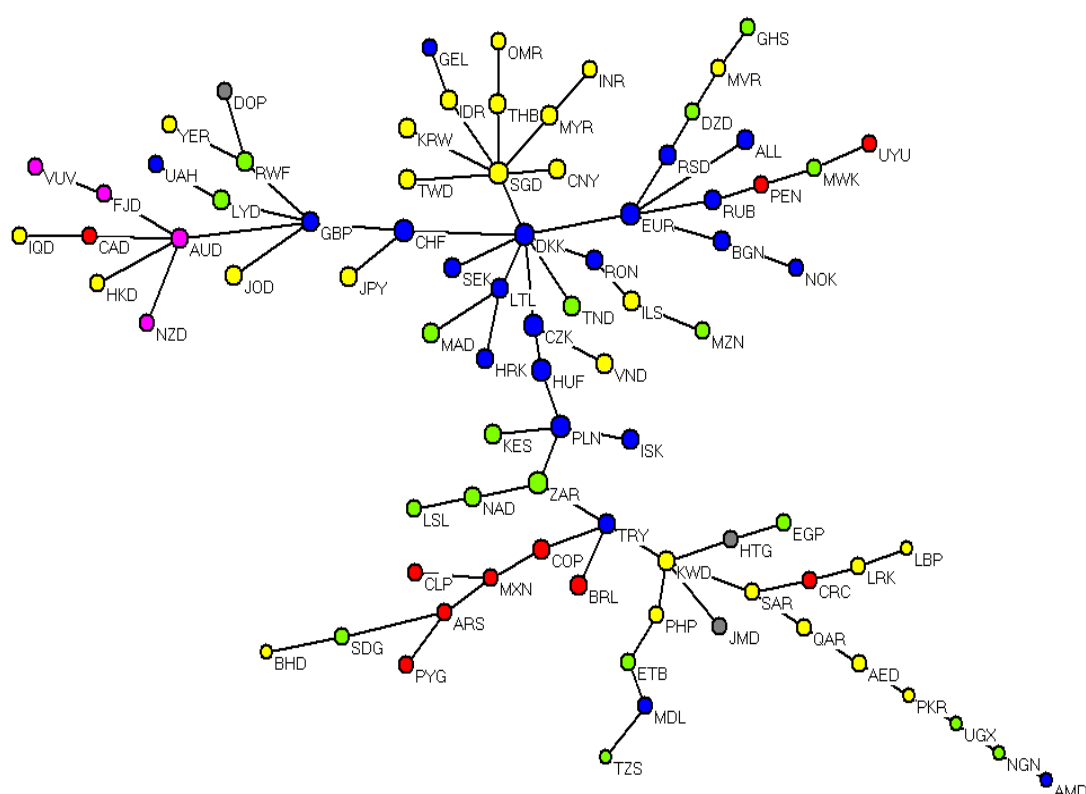 GHS
OMR
GEL
INR
MVR
DOP
IDR
THB
MYR
DZD
YER
KRW
ALL
UYU
RSD
RWF
VUV
UAH
TWD
SGD
CNY
PEN
MWK
FJD
LYD
RUB
EUR
GBP
CHF
DKK
IQD
CAD
AUD
BGN
SEK
RON
NOK
HKD
JOD
JPY
LTL
TND
ILS
NZD
MAD
CZK
MZN
HRK
HUF
VND
KES
PLN
ISK
ZAR
LSL
NAD
TRY
EGP
HTG
COP
KWD
LBP
CLP
MXN
BRL
SAR
CRC
LRK
ARS
PHP
JMD
QAR
SDG
BHD
PYG
ETB
AED
PKR
MDL
UGX
NGN
TZS
AMD